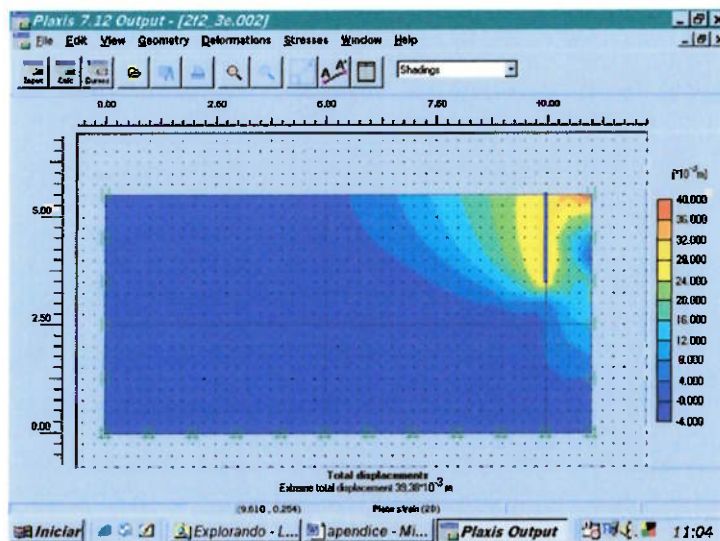 Plaxis 7.12 Output - [2f2_3e.002]
File Edit View Geometry Deformations Stresses Window Help
Input Calc Curves Shadings
0.00 2.50 5.00 7.50 10.00
5.00
2.50
0.00
[*10⁻³ m]
40.000
36.000
32.000
28.000
24.000
20.000
16.000
12.000
8.000
4.000
-0.000
-4.000
Total displacements
Extreme total displacement 39.38*10⁻³ m
(9.610 , 0.254) Plane strain (2D)
Iniciar Explorando - L... apendice - Mi... Plaxis Output 11:04